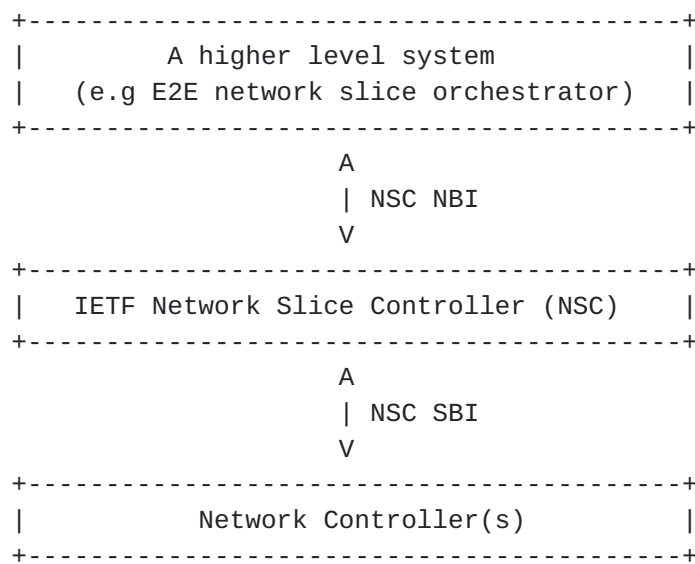 +------------------------------------------+
|         A higher level system            |
|   (e.g E2E network slice orchestrator)   |
+------------------------------------------+
                     A
                     | NSC NBI
                     V
+------------------------------------------+
|   IETF Network Slice Controller (NSC)    |
+------------------------------------------+
                     A
                     | NSC SBI
                     V
+------------------------------------------+
|           Network Controller(s)          |
+------------------------------------------+